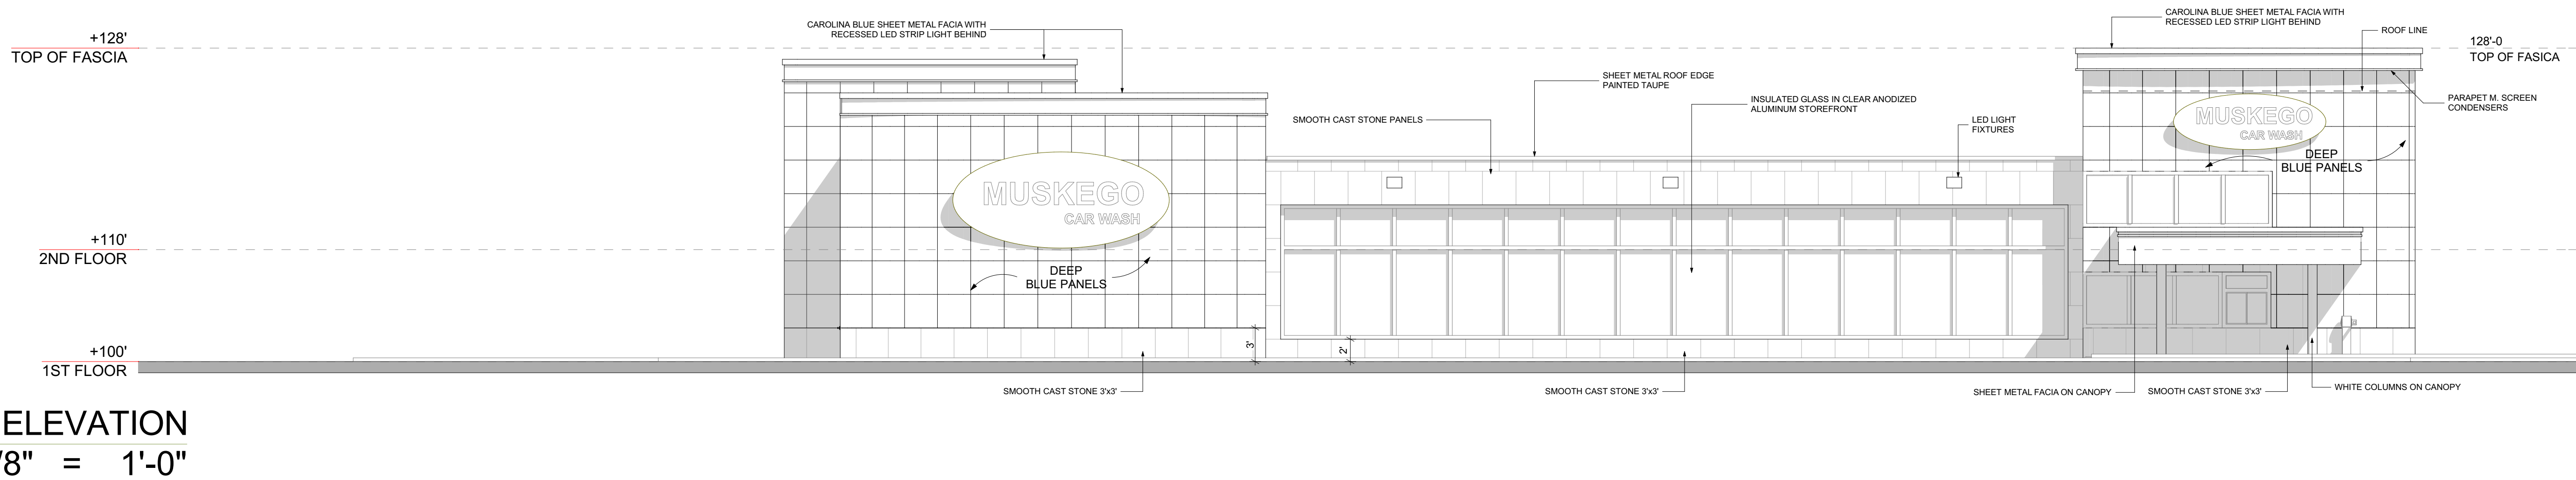 CAROLINA BLUE SHEET METAL FACIA WITH
RECESSED LED STRIP LIGHT BEHIND
CAROLINA BLUE SHEET METAL FACIA WITH
RECESSED LED STRIP LIGHT BEHIND
ROOF LINE
+128'
TOP OF FASCIA
128'-0
TOP OF FASICA
SHEET METAL ROOF EDGE
PAINTED TAUPE
INSULATED GLASS IN CLEAR ANODIZED
ALUMINUM STOREFRONT
PARAPET M. SCREEN
CONDENSERS
SMOOTH CAST STONE PANELS
LED LIGHT
FIXTURES
MUSKEGO
CAR WASH
DEEP
BLUE PANELS
MUSKEGO
CAR WASH
+110'
2ND FLOOR
DEEP
BLUE PANELS
3'
2'
+100'
1ST FLOOR
SMOOTH CAST STONE 3'x3'
SMOOTH CAST STONE 3'x3'
SHEET METAL FACIA ON CANOPY
SMOOTH CAST STONE 3'x3'
WHITE COLUMNS ON CANOPY
ELEVATION
/8" = 1'-0"